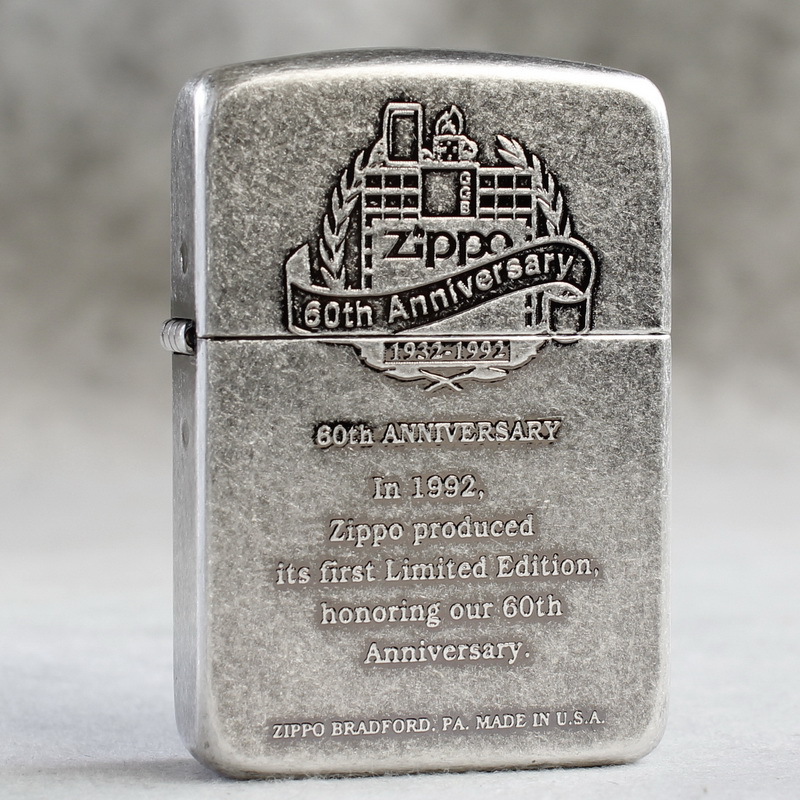 GGB
Zippo
60th Anniversary
1932-1992
60th ANNIVERSARY
In 1992,
Zippo produced
its first Limited Edition,
honoring our 60th
Anniversary.
ZIPPO BRADFORD, PA. MADE IN U.S.A.